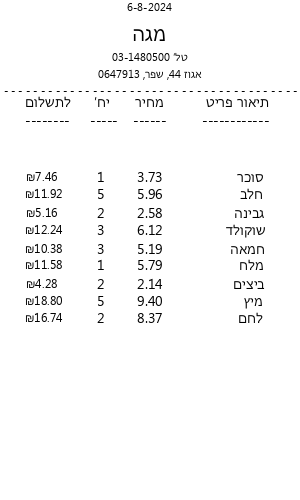 6-8-2024
מגה
טל' 03-1480500
אגוז 44, שפר, 0647913
- - - - - - - - - - - - - - - - - - - - - - - - - - - - - - - - - -
תיאור פריט מחיר יח' לתשלום
------------ ------ ----- --------
סוכר 3.73 1 ₪7.46
חלב 5.96 5 ₪11.92
גבינה 2.58 2 ₪5.16
שוקולד 6.12 3 ₪12.24
חמאה 5.19 3 ₪10.38
מלח 5.79 1 ₪11.58
ביצים 2.14 2 ₪4.28
מיץ 9.40 5 ₪18.80
לחם 8.37 2 ₪16.74